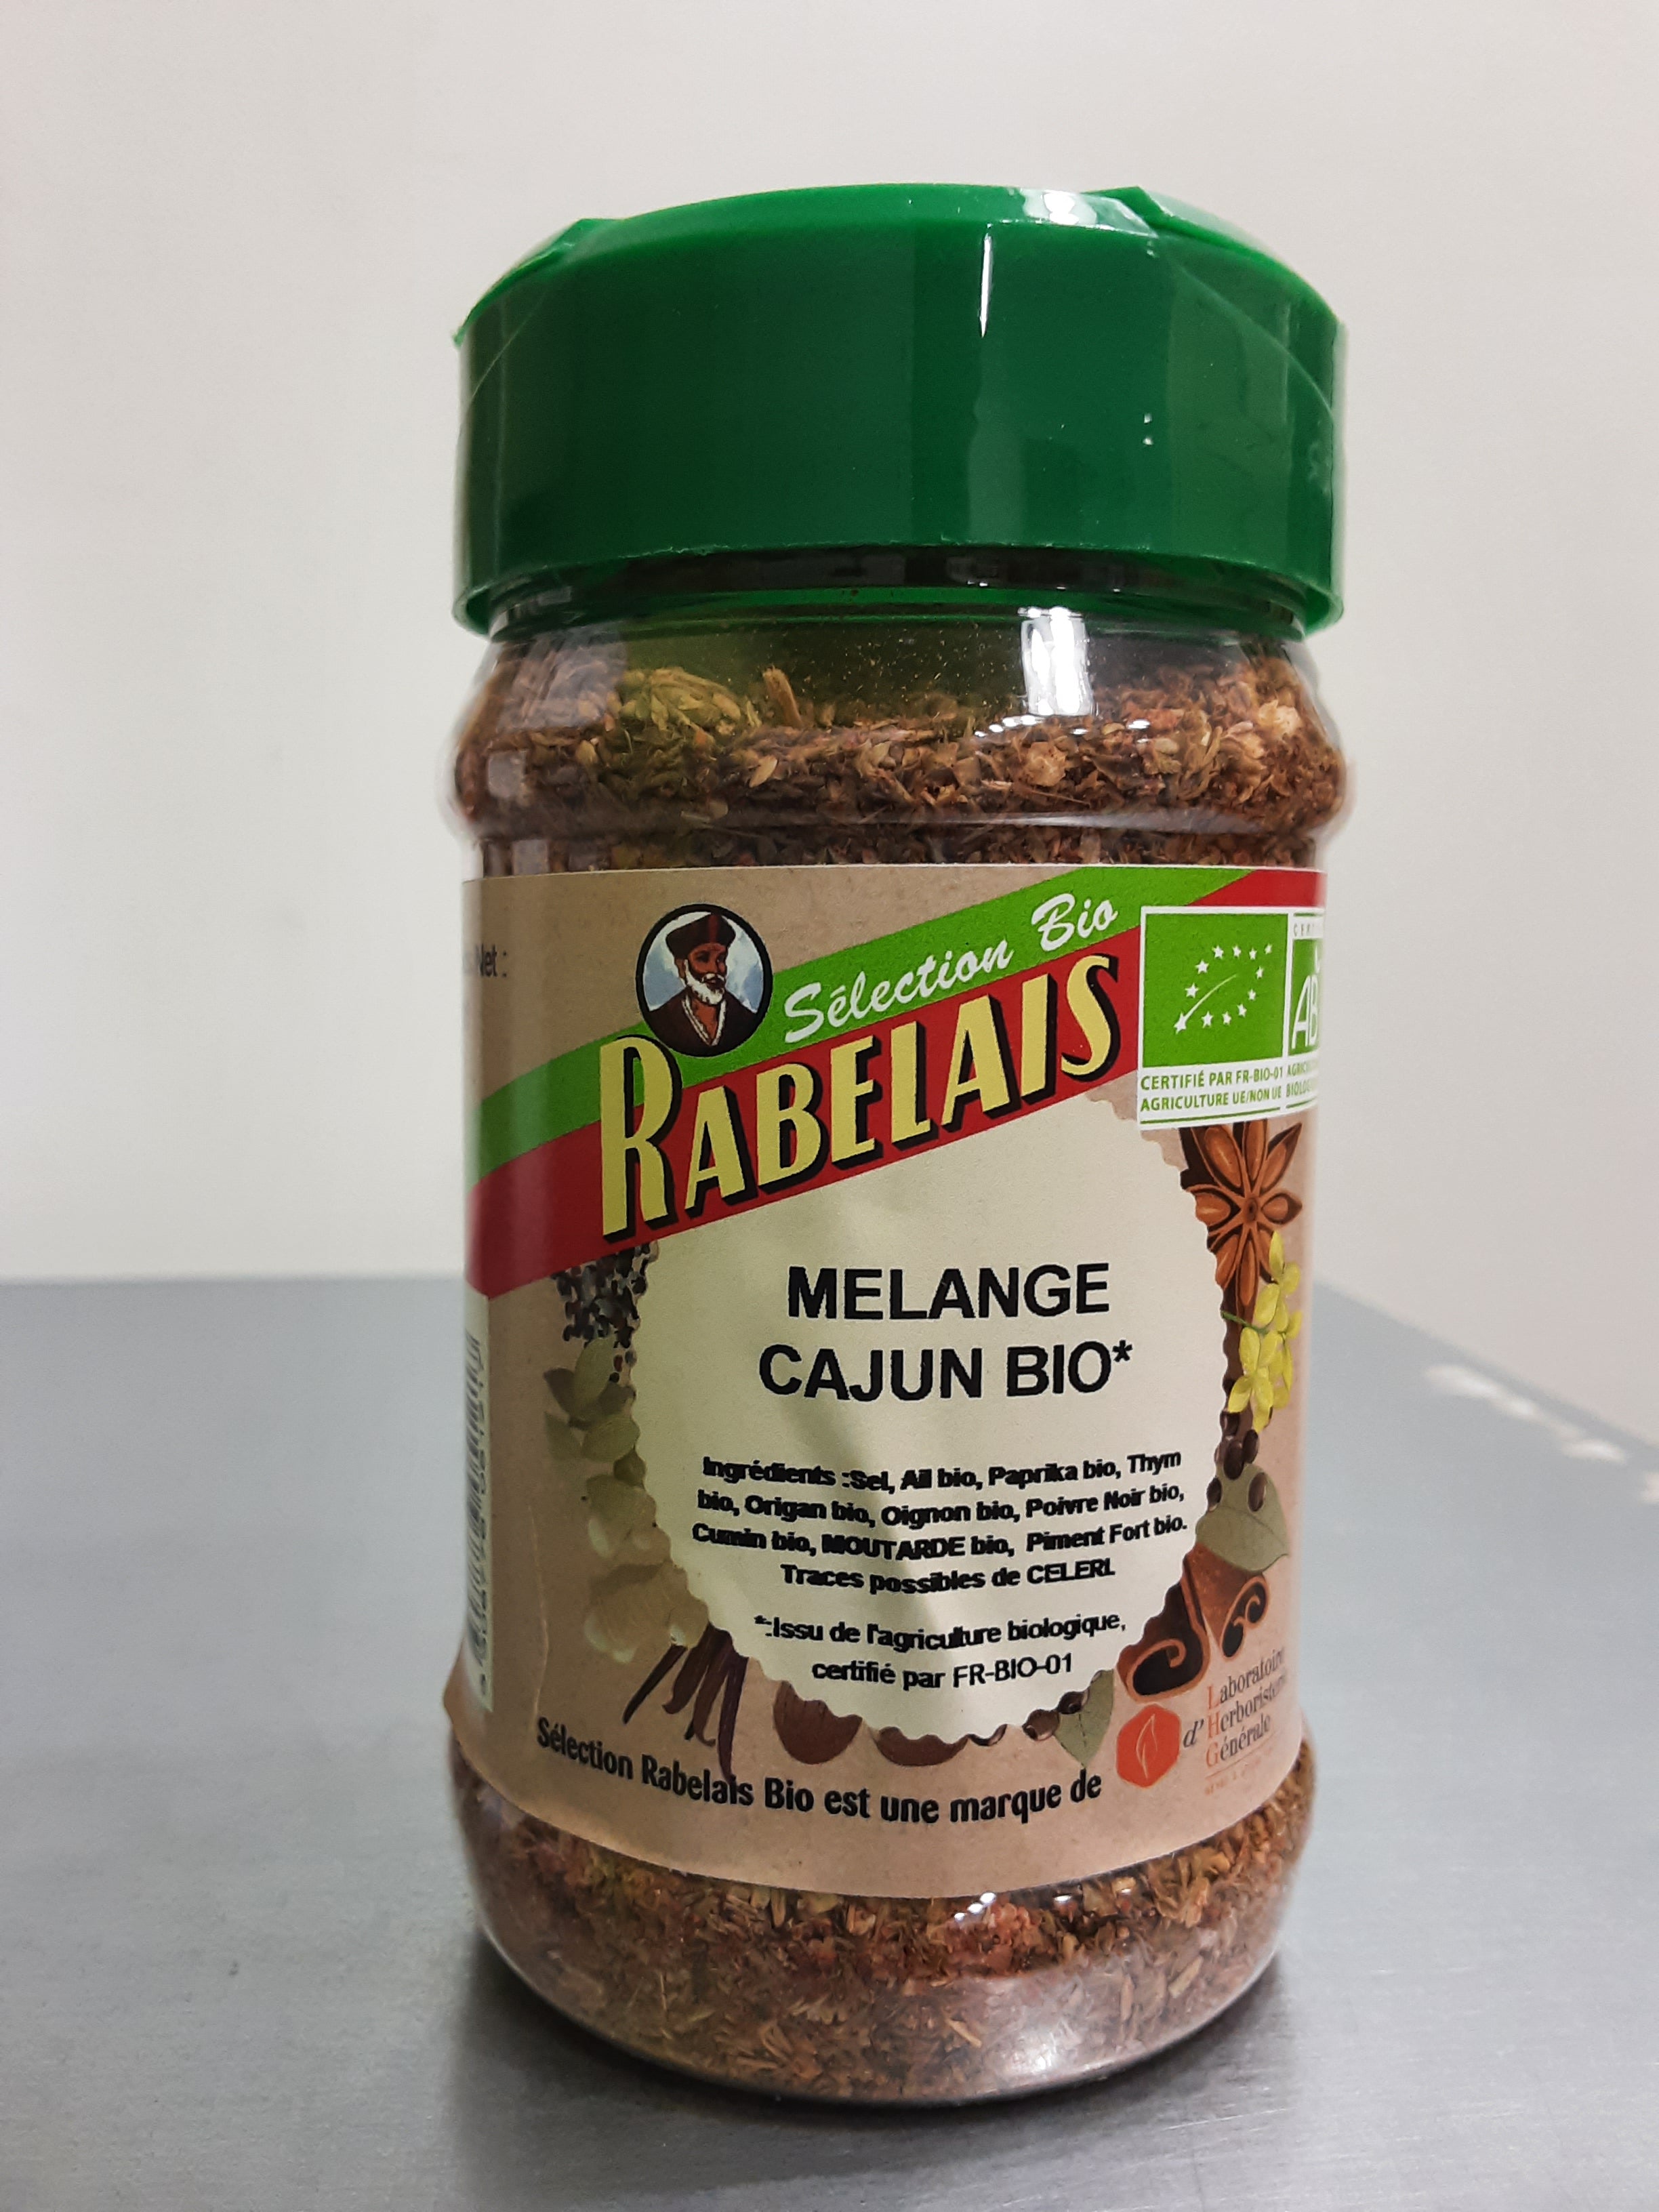 Net :
Sélection Bio
RABELAIS
CERTIFIÉ PAR FR-BIO-01
AGRICULTURE UE/NON UE
AB
MELANGE
CAJUN BIO*
Ingrédients :Sel, Ail bio, Paprika bio, Thym
bio, Origan bio, Oignon bio, Poivre Noir bio,
Cumin bio, MOUTARDE bio, Piment Fort bio.
Traces possibles de CELERI.
*:Issu de l'agriculture biologique,
certifié par FR-BIO-01
Laboratoire
d'Herboristerie
Générale
Sélection Rabelais Bio est une marque de